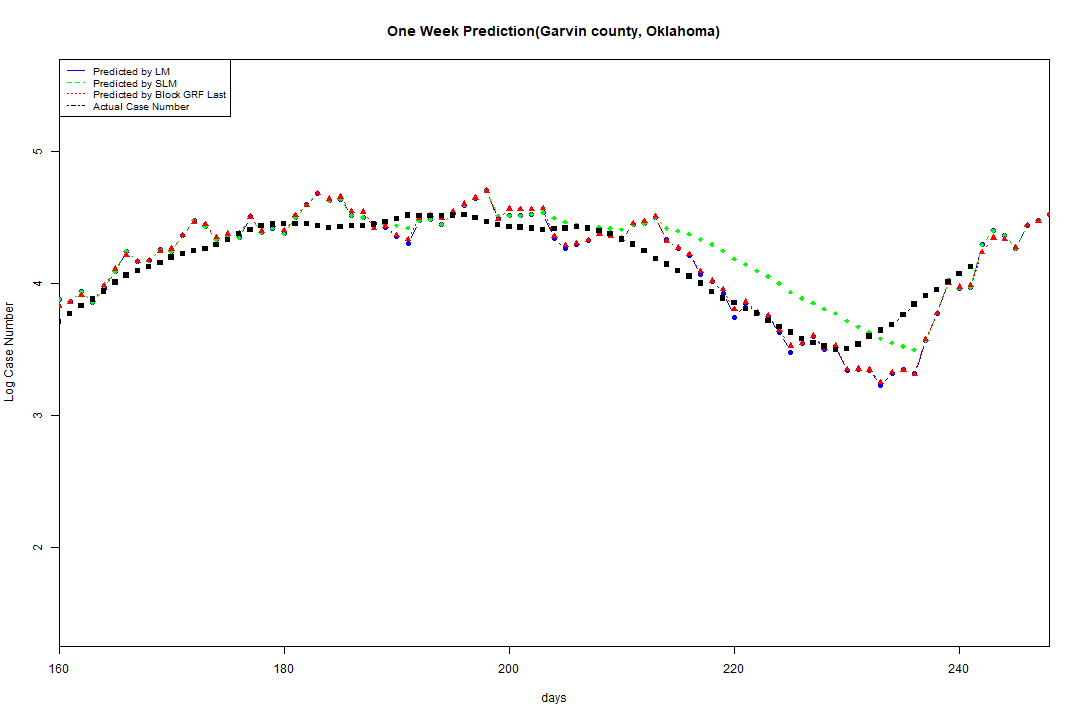 One Week Prediction(Garvin county, Oklahoma)
Predicted by LM
Predicted by SLM
Predicted by Block GRF Last
Actual Case Number
5
4
3
2
Log Case Number
160 180 200 220 240
days